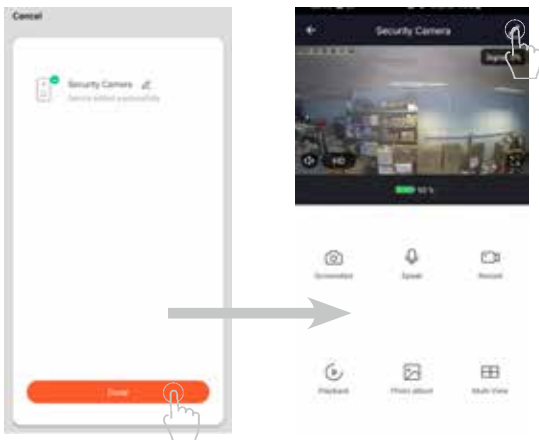 Cancel
Security Camera
Device added successfully
Done
Security Camera
HD
Screenshot
Speak
Record
Playback
Photo album
Multi-View